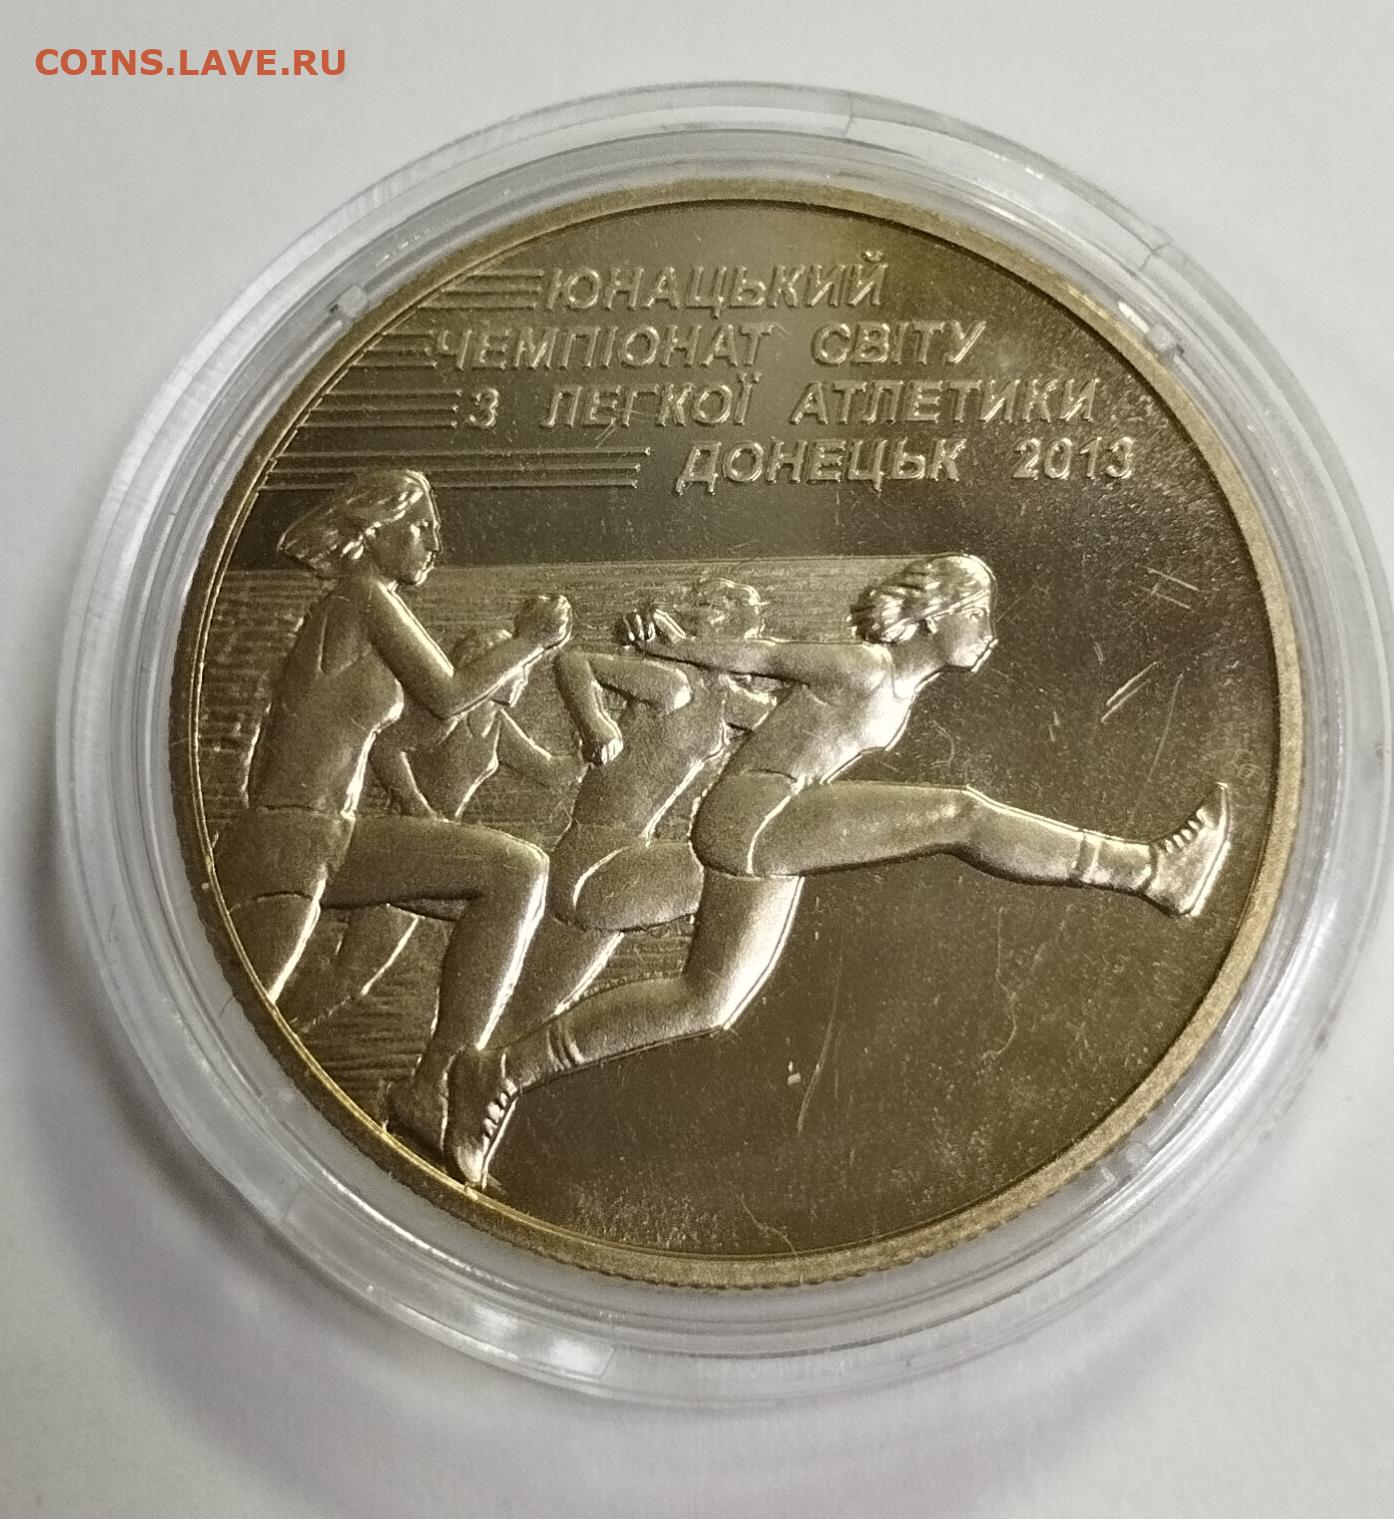 COINS.LAVE.RU
ЮНАЦЬКИЙ
ЧЕМПІОНАТ СВІТУ
З ЛЕГКОЇ АТЛЕТИКИ
ДОНЕЦЬК 2013